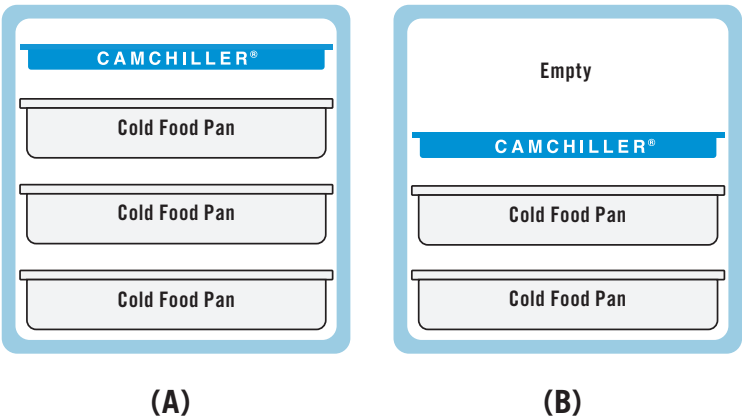 CAMCHILLER®
Cold Food Pan
Cold Food Pan
Cold Food Pan
(A)
Empty
CAMCHILLER®
Cold Food Pan
Cold Food Pan
(B)